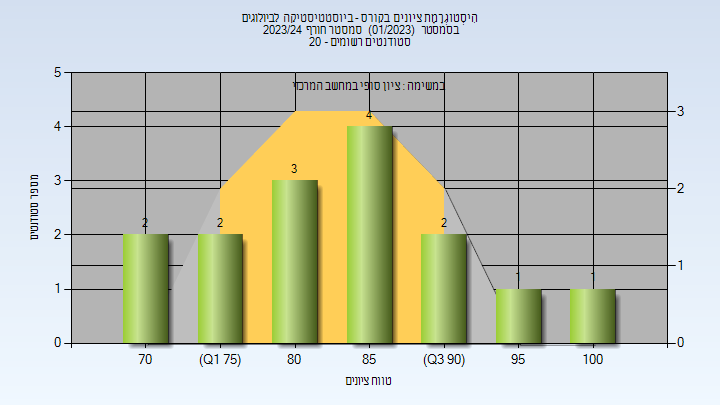 היסטוגרמת ציונים בקורס - ביוסטטיסטיקה לביולוגים
בסמסטר (01/2023) סמסטר חורף 2023/24
סטודנטים רשומים - 20
במשימה : ציון סופי במחשב המרכזי
5
4
3
2
1
0
3
2
1
0
מספר סטודנטים
2
2
3
4
2
1
1
70
(Q1 75)
80
85
(Q3 90)
95
100
טווח ציונים